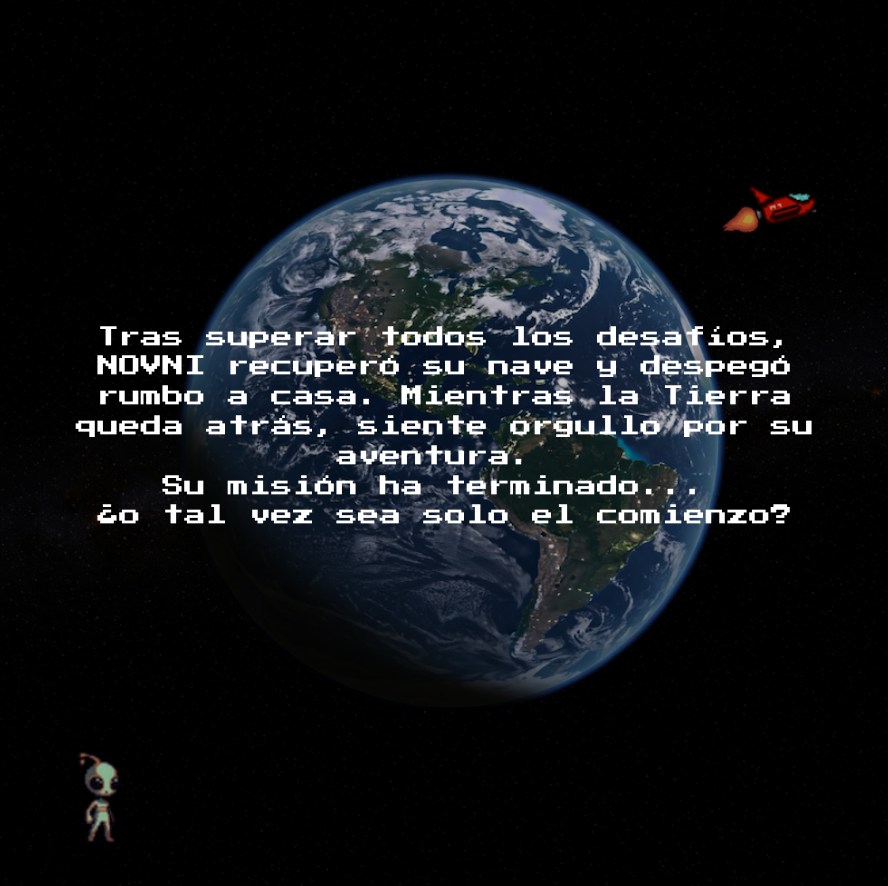 Tras superar todos los desafíos,
NOVNI recuperó su nave y despegó
rumbo a casa. Mientras la Tierra
queda atrás, siente orgullo por su
aventura.
Su misión ha terminado...
¿o tal vez sea solo el comienzo?